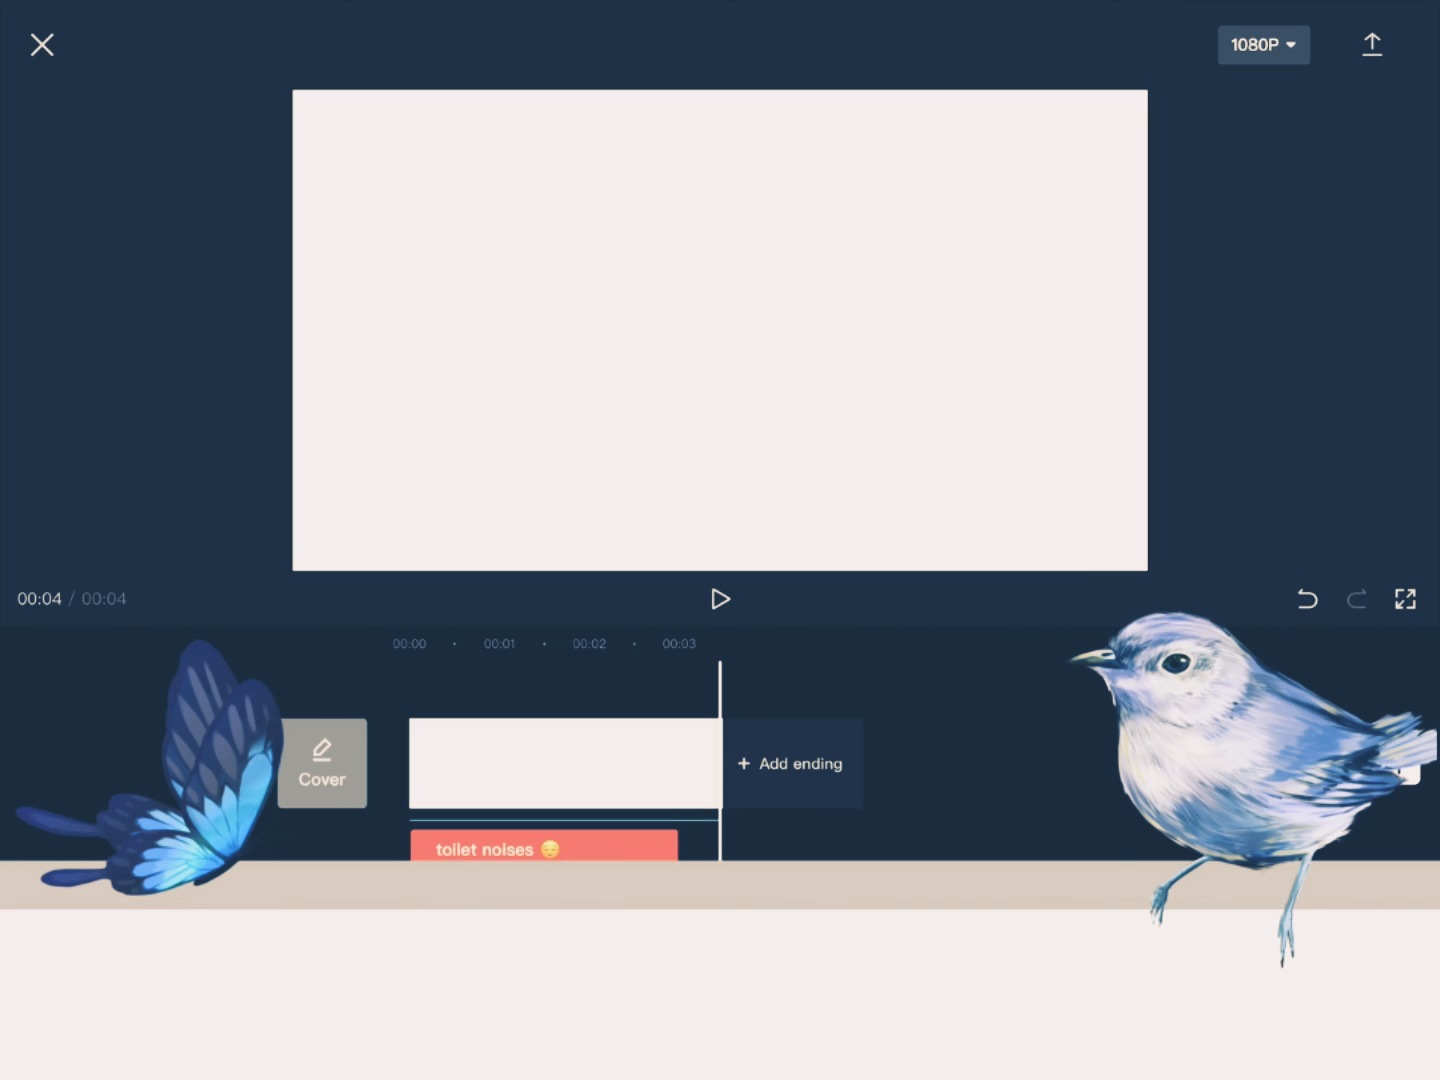 1080P
00:04 / 00:04
00:00 · 00:01 · 00:02 · 00:03
Cover
+ Add ending
toilet noises 😔